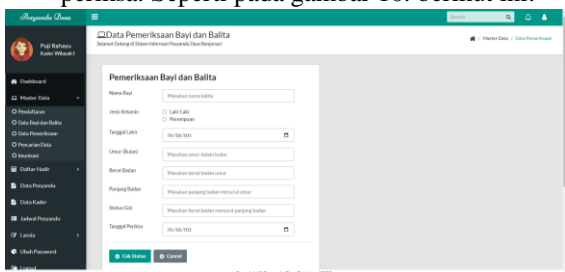 periksa. Seperti pada gambar 10. berikut ini.
Posyandu Desa
Search
Puji Rahayu
Kader Wilayah I
Data Pemeriksaan Bayi dan Balita
Selamat Datang di Sistem Informasi Posyandu Desa Banjarsari
/ Master Data / Data Pemeriksaan
Dashboard
Master Data
Pendaftaran
Data Bayi dan Balita
Data Pemeriksaan
Pencarian Data
Imunisasi
Daftar Hadir
Data Posyandu
Data Kader
Jadwal Posyandu
Lansia
Ubah Password
Logout
Pemeriksaan Bayi dan Balita
Nama Bayi
Masukan nama balita
Jenis Kelamin
Laki-Laki
Perempuan
Tanggal Lahir
hh/bb/tttt
Umur (Bulan)
Masukan umur dalam bulan
Berat Badan
Masukan berat badan umur
Panjang Badan
Masukan panjang badan menurut umur
Status Gizi
Masukan berat badan menurut panjang badan
Tanggal Periksa
hh/bb/tttt
Cek Status
Cancel